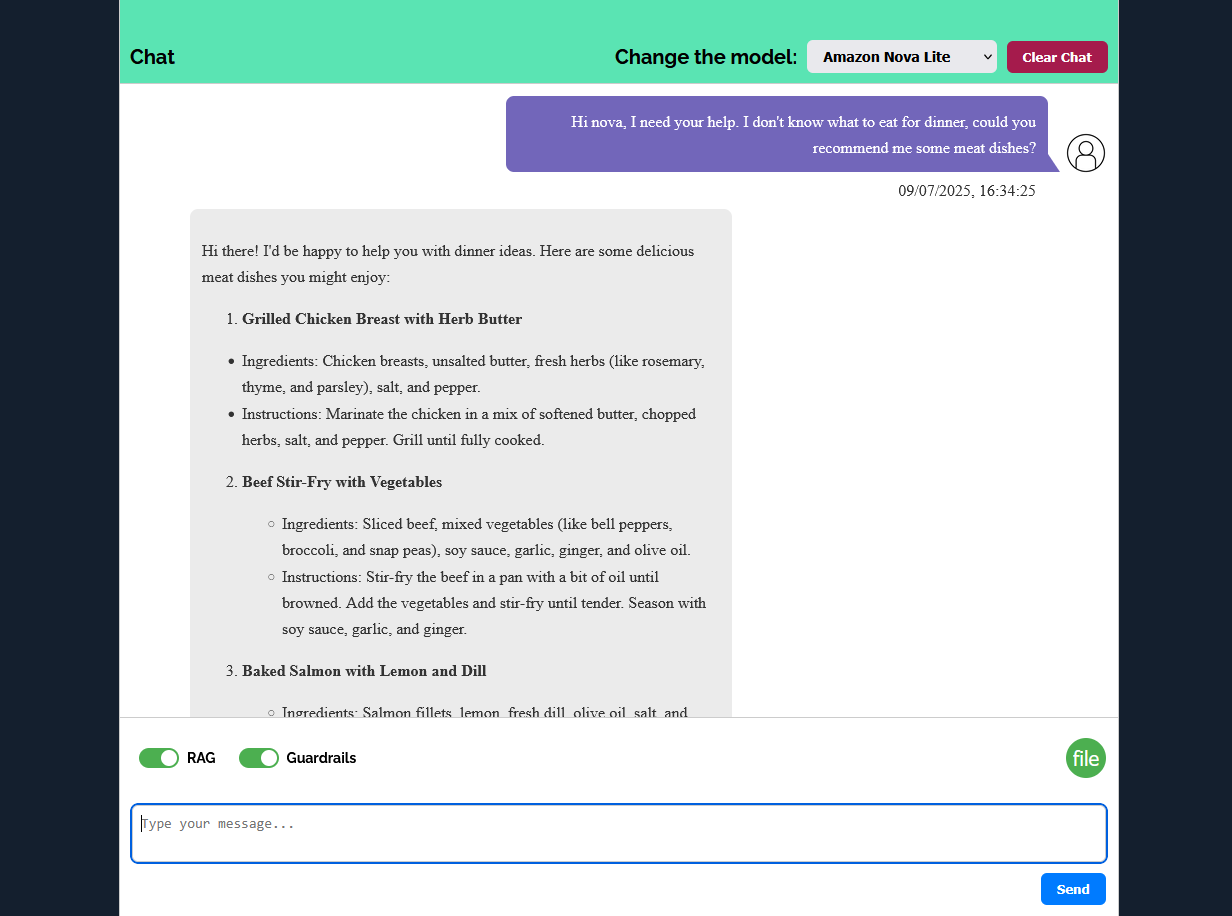 Chat
Change the model:
Amazon Nova Lite
Clear Chat
Hi nova, I need your help. I don't know what to eat for dinner, could you
recommend me some meat dishes?
09/07/2025, 16:34:25
Hi there! I'd be happy to help you with dinner ideas. Here are some delicious
meat dishes you might enjoy:
1. Grilled Chicken Breast with Herb Butter
• Ingredients: Chicken breasts, unsalted butter, fresh herbs (like rosemary,
thyme, and parsley), salt, and pepper.
• Instructions: Marinate the chicken in a mix of softened butter, chopped
herbs, salt, and pepper. Grill until fully cooked.
2. Beef Stir-Fry with Vegetables
○ Ingredients: Sliced beef, mixed vegetables (like bell peppers,
broccoli, and snap peas), soy sauce, garlic, ginger, and olive oil.
○ Instructions: Stir-fry the beef in a pan with a bit of oil until
browned. Add the vegetables and stir-fry until tender. Season with
soy sauce, garlic, and ginger.
3. Baked Salmon with Lemon and Dill
○ Ingredients: Salmon fillets, lemon, fresh dill, olive oil, salt, and
RAG
Guardrails
file
Type your message...
Send